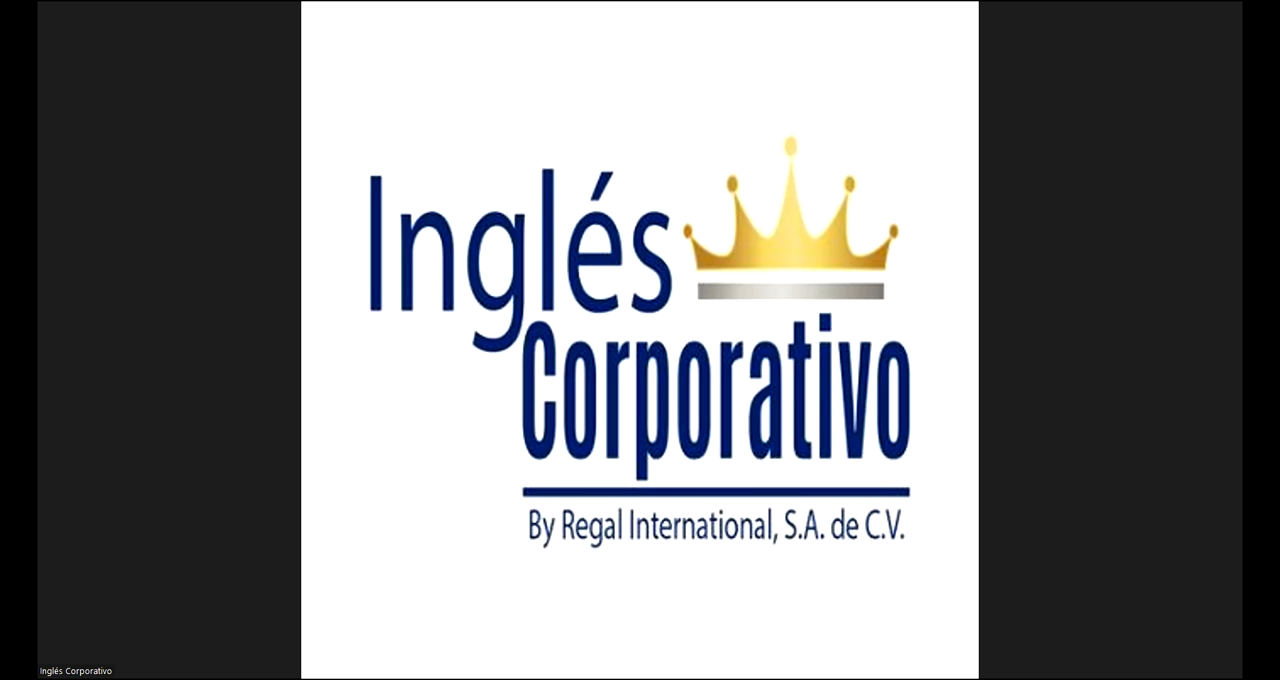 Inglés
Corporativo
By Regal International, S.A. de C.V.
Inglés Corporativo